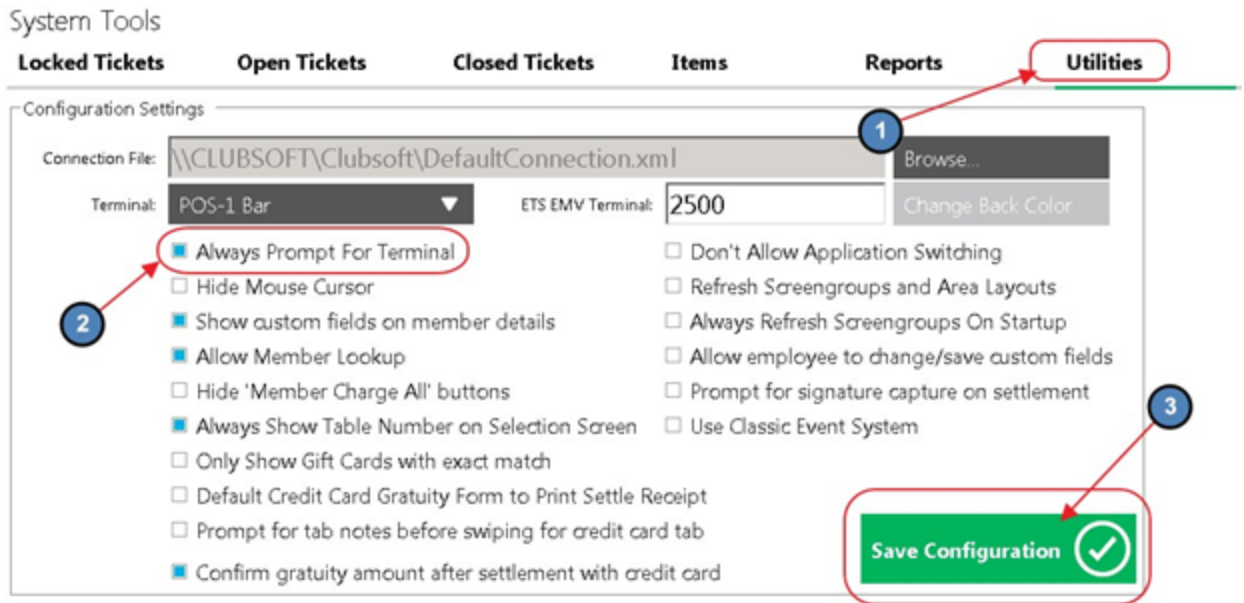 System Tools
Locked Tickets Open Tickets Closed Tickets Items Reports Utilities
Configuration Settings
1
Connection File: \\CLUBSOFT\Clubsoft\DefaultConnection.xml Browse...
Terminal: POS-1 Bar ETS EMV Terminal: 2500 Change Back Color
Always Prompt For Terminal Don't Allow Application Switching
Hide Mouse Cursor Refresh Screengroups and Area Layouts
2
Show custom fields on member details Always Refresh Screengroups On Startup
Allow Member Lookup Allow employee to change/save custom fields
Hide 'Member Charge All' buttons Prompt for signature capture on settlement
3
Always Show Table Number on Selection Screen Use Classic Event System
Only Show Gift Cards with exact match
Default Credit Card Gratuity Form to Print Settle Receipt
Prompt for tab notes before swiping for credit card tab
Save Configuration
Confirm gratuity amount after settlement with credit card